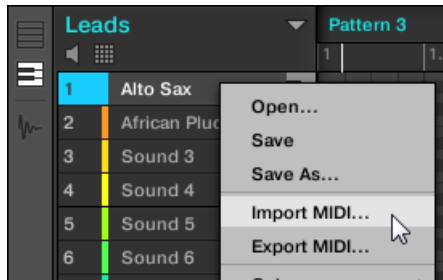 Leads
Pattern 3
1
1.
1 Alto Sax
2 African Pluc
3 Sound 3
4 Sound 4
5 Sound 5
6 Sound 6
Open...
Save
Save As...
Import MIDI...
Export MIDI...